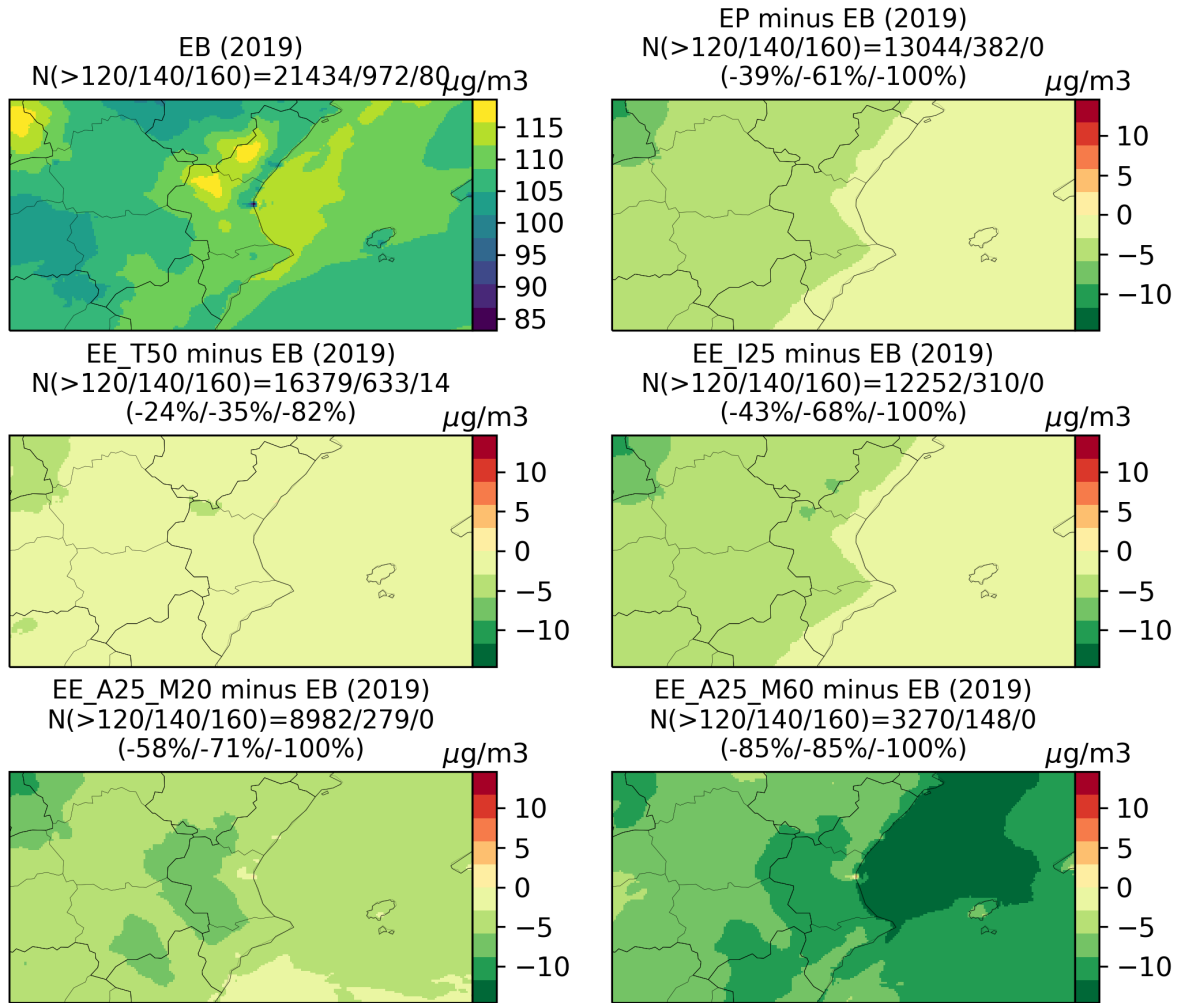 EB (2019)
N(>120/140/160)=21434/972/80
μg/m3
115
110
105
100
95
90
85
EP minus EB (2019)
N(>120/140/160)=13044/382/0
(-39%/-61%/-100%)
μg/m3
10
5
0
−5
−10
EE_T50 minus EB (2019)
N(>120/140/160)=16379/633/14
(-24%/-35%/-82%)
μg/m3
10
5
0
−5
−10
EE_I25 minus EB (2019)
N(>120/140/160)=12252/310/0
(-43%/-68%/-100%)
μg/m3
10
5
0
−5
−10
EE_A25_M20 minus EB (2019)
N(>120/140/160)=8982/279/0
(-58%/-71%/-100%)
μg/m3
10
5
0
−5
−10
EE_A25_M60 minus EB (2019)
N(>120/140/160)=3270/148/0
(-85%/-85%/-100%)
μg/m3
10
5
0
−5
−10